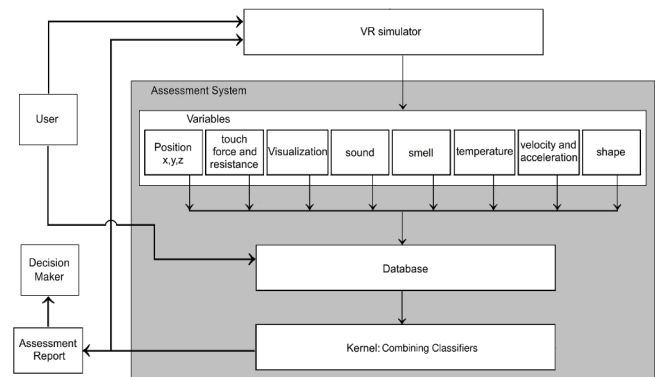 VR simulator
Assessment System
Variables
User
Position
x,y,z
touch
force and
resistance
Visualization
sound
smell
temperature
velocity and
acceleration
shape
Decision
Maker
Database
Assessment
Report
Kernel: Combining Classifiers